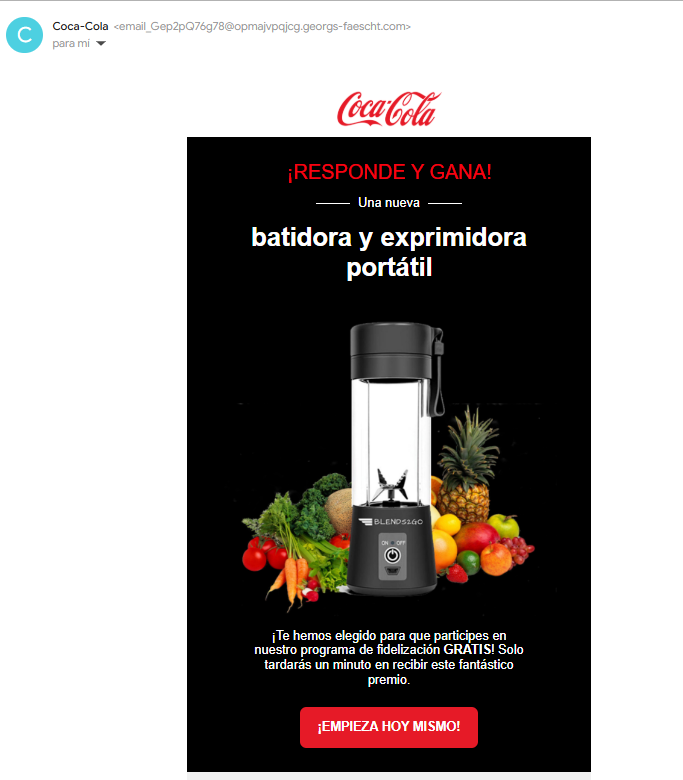 C
Coca-Cola <email_Gep2pQ76g78@opmajvpqjcg.georgs-faescht.com>
para mí
Coca-Cola
¡RESPONDE Y GANA!
Una nueva
batidora y exprimidora
portátil
BLENDS2GO
ON OFF
¡Te hemos elegido para que participes en
nuestro programa de fidelización GRATIS! Solo
tardarás un minuto en recibir este fantástico
premio.
¡EMPIEZA HOY MISMO!